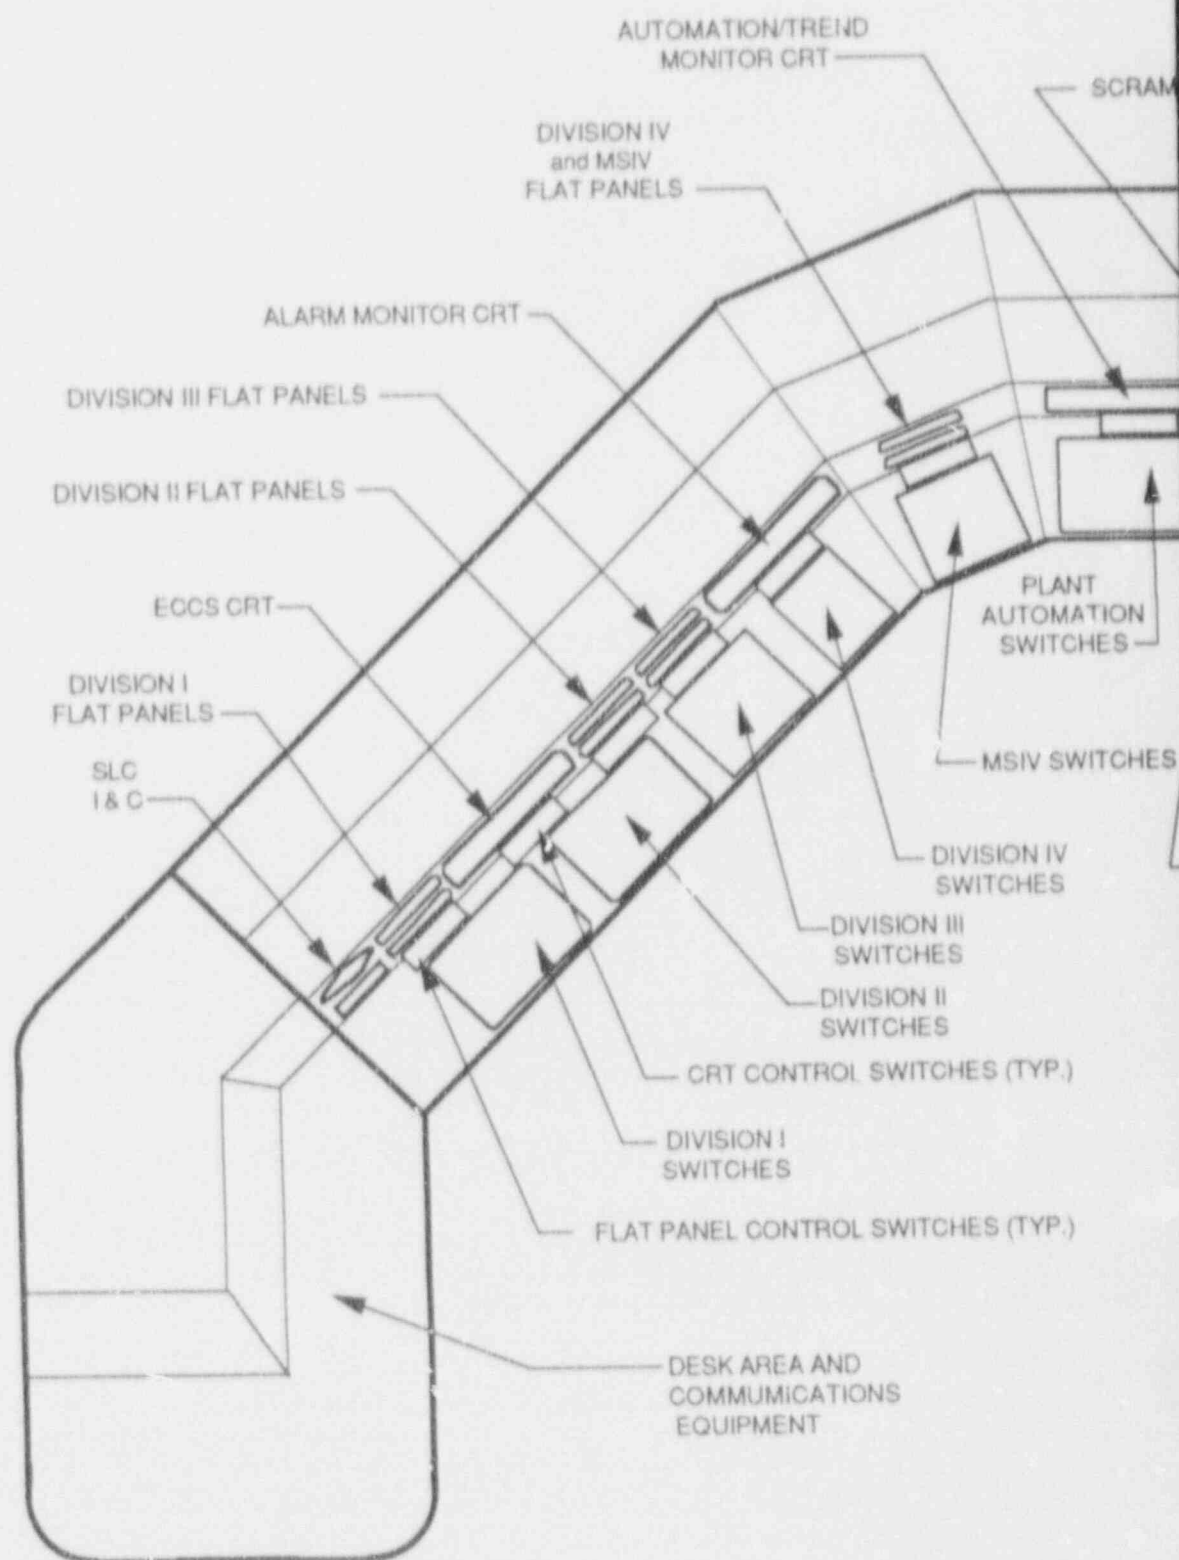 AUTOMATION/TREND
MONITOR CRT
SCRAM
DIVISION IV
and MSIV
FLAT PANELS
ALARM MONITOR CRT
DIVISION III FLAT PANELS
DIVISION II FLAT PANELS
ECCS CRT
DIVISION I
FLAT PANELS
SLC
I & C
PLANT
AUTOMATION
SWITCHES
MSIV SWITCHES
DIVISION IV
SWITCHES
DIVISION III
SWITCHES
DIVISION II
SWITCHES
CRT CONTROL SWITCHES (TYP.)
DIVISION I
SWITCHES
FLAT PANEL CONTROL SWITCHES (TYP.)
DESK AREA AND
COMMUMICATIONS
EQUIPMENT